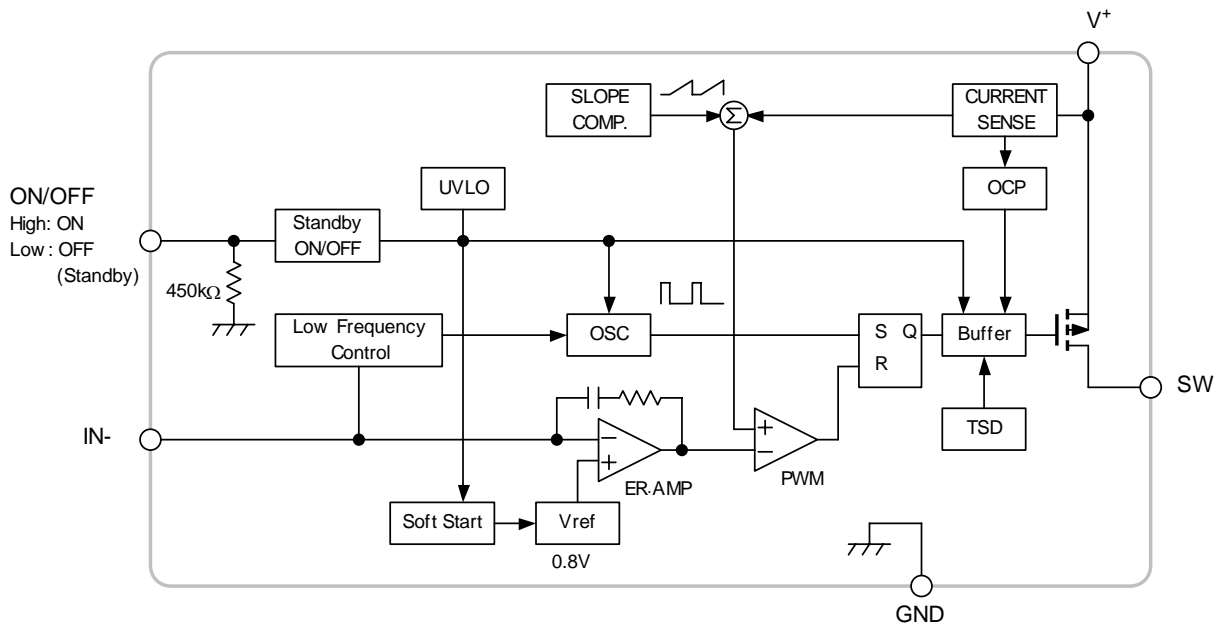 V+
SLOPE
COMP.
Σ
CURRENT
SENSE
ON/OFF
High: ON
Low : OFF
(Standby)
UVLO
OCP
Standby
ON/OFF
450kΩ
Low Frequency
Control
OSC
S Q
R
Buffer
SW
IN-
−
+
ER.AMP
+
−
PWM
TSD
Soft Start
Vref
0.8V
GND